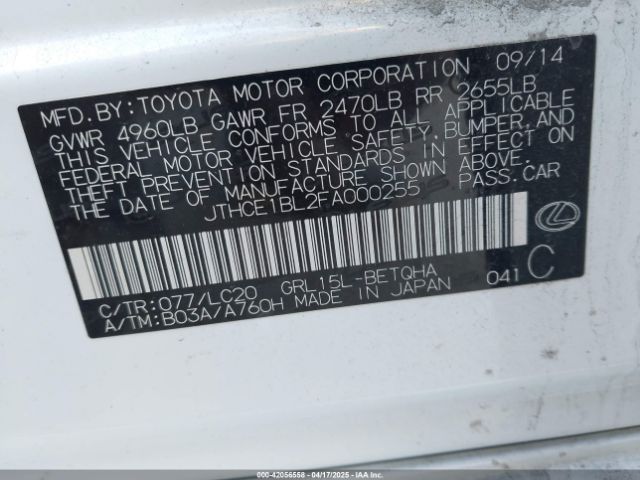 MFD. BY: TOYOTA MOTOR CORPORATION 09/14
GVWR 4960LB GAWR FR 2470LB RR 2655LB
THIS VEHICLE CONFORMS TO ALL APPLICABLE
FEDERAL MOTOR VEHICLE SAFETY, BUMPER, AND
THEFT PREVENTION STANDARDS IN EFFECT ON
THE DATE OF MANUFACTURE SHOWN ABOVE.
JTHCE1BL2FA000255 PASS. CAR
C/TR: 077/LC20 GRL15L-BETQHA 041 C
A/TM: B03A/A760H MADE IN JAPAN
000-42056558 - 04/17/2025 - IAAI.COM